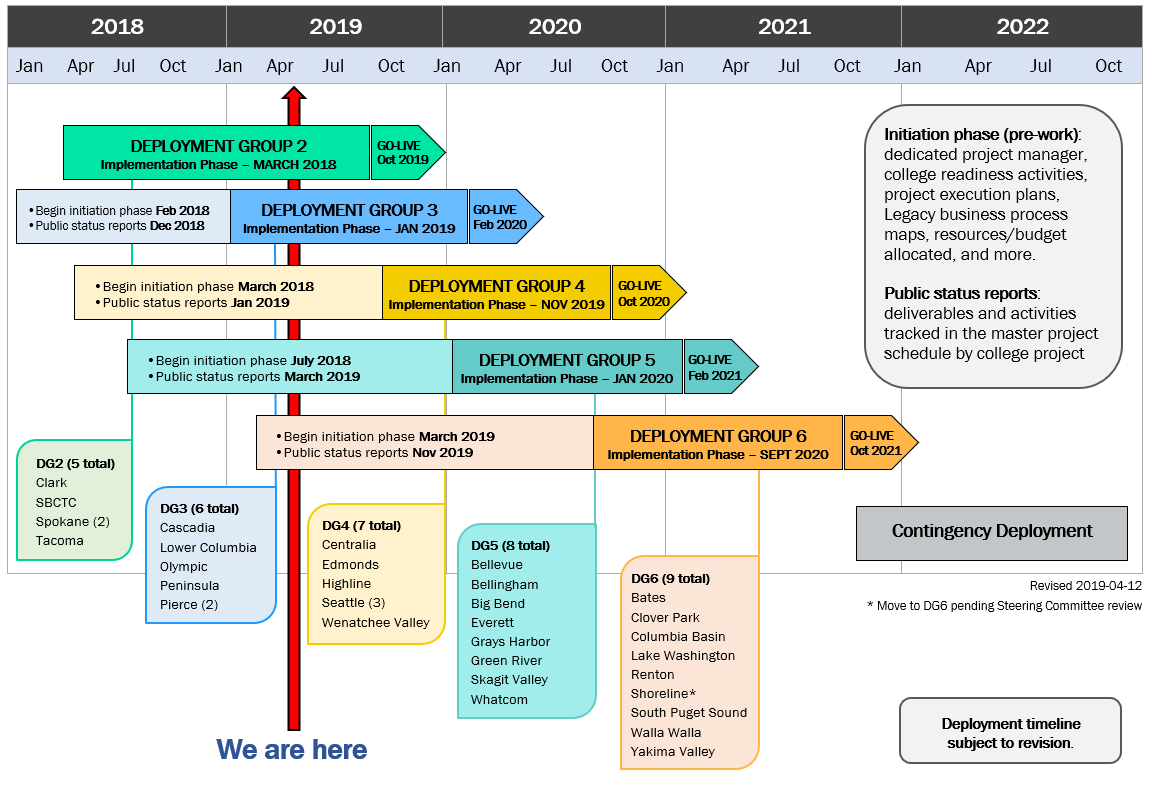 2018 2019 2020 2021 2022
Jan Apr Jul Oct Jan Apr Jul Oct Jan Apr Jul Oct Jan Apr Jul Oct Jan Apr Jul Oct
DEPLOYMENT GROUP 2
Implementation Phase – MARCH 2018
GO-LIVE
Oct 2019
•Begin initiation phase Feb 2018
•Public status reports Dec 2018
DEPLOYMENT GROUP 3
Implementation Phase – JAN 2019
GO-LIVE
Feb 2020
•Begin initiation phase March 2018
•Public status reports Jan 2019
DEPLOYMENT GROUP 4
Implementation Phase – NOV 2019
GO-LIVE
Oct 2020
•Begin initiation phase July 2018
•Public status reports March 2019
DEPLOYMENT GROUP 5
Implementation Phase – JAN 2020
GO-LIVE
Feb 2021
•Begin initiation phase March 2019
•Public status reports Nov 2019
DEPLOYMENT GROUP 6
Implementation Phase – SEPT 2020
GO-LIVE
Oct 2021
Initiation phase (pre-work):
dedicated project manager,
college readiness activities,
project execution plans,
Legacy business process
maps, resources/budget
allocated, and more.
Public status reports:
deliverables and activities
tracked in the master project
schedule by college project
DG2 (5 total)
Clark
SBCTC
Spokane (2)
Tacoma
DG3 (6 total)
Cascadia
Lower Columbia
Olympic
Peninsula
Pierce (2)
DG4 (7 total)
Centralia
Edmonds
Highline
Seattle (3)
Wenatchee Valley
DG5 (8 total)
Bellevue
Bellingham
Big Bend
Everett
Grays Harbor
Green River
Skagit Valley
Whatcom
DG6 (9 total)
Bates
Clover Park
Columbia Basin
Lake Washington
Renton
Shoreline*
South Puget Sound
Walla Walla
Yakima Valley
Contingency Deployment
Revised 2019-04-12
* Move to DG6 pending Steering Committee review
We are here
Deployment timeline
subject to revision.